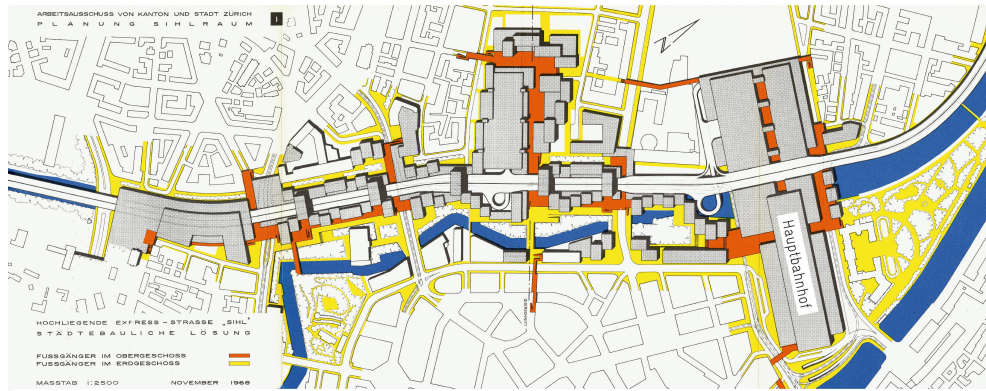 ARBEITSAUSSCHUSS VON KANTON UND STADT ZÜRICH
PLANUNG SIHLRAUM
I
Hauptbahnhof
HOCHLIEGENDE EXPRESS-STRASSE „SIHL"
STÄDTEBAULICHE LÖSUNG
FUSSGÄNGER IM OBERGESCHOSS
FUSSGÄNGER IM ERDGESCHOSS
MASSTAB 1:2500 NOVEMBER 1968